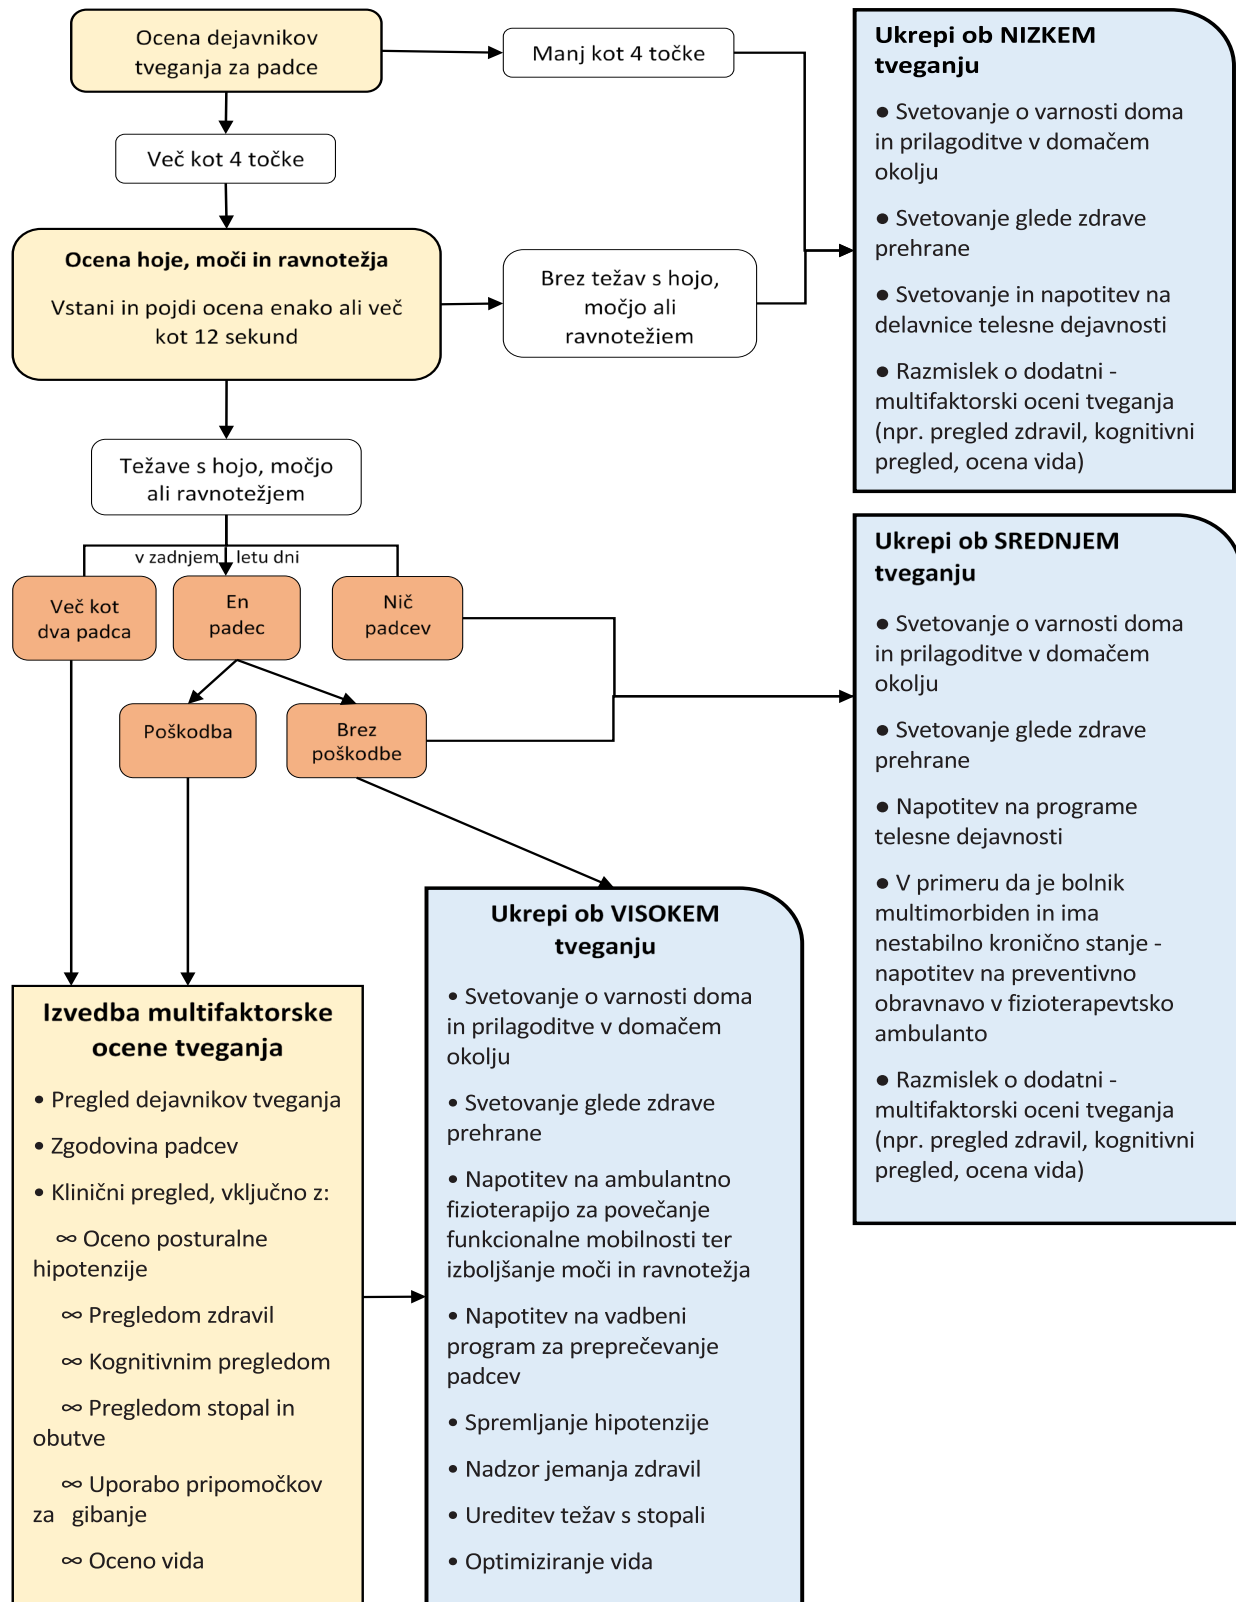 Ocena dejavnikov
tveganja za padce
Manj kot 4 točke
Več kot 4 točke
Ocena hoje, moči in ravnotežja
Vstani in pojdi ocena enako ali več
kot 12 sekund
Brez težav s hojo,
močjo ali
ravnotežiem
Težave s hojo, močjo
ali ravnotežjem
v zadnjem letu dni
Več kot
dva padca
En
padec
Nič
padcev
Poškodba
Brez
poškodbe
Ukrepi ob NIZKEM
tveganju
● Svetovanje o varnosti doma
in prilagoditve v domačem
okolju
● Svetovanje glede zdrave
prehrane
● Svetovanje in napotitev na
delavnice telesne dejavnosti
● Razmislek o dodatni -
multifaktorski oceni tveganja
(npr. pregled zdravil, kognitivni
pregled, ocena vida)
Ukrepi ob SREDNJEM
tveganju
● Svetovanje o varnosti doma
in prilagoditve v domačem
okolju
● Svetovanje glede zdrave
prehrane
● Napotitev na programe
telesne dejavnosti
● V primeru da je bolnik
multimorbiden in ima
nestabilno kronično stanje -
napotitev na preventivno
obravnavo v fizioterapevtsko
ambulanto
● Razmislek o dodatni -
multifaktorski oceni tveganja
(npr. pregled zdravil, kognitivni
pregled, ocena vida)
Izvedba multifaktorske
ocene tveganja
• Pregled dejavnikov tveganja
• Zgodovina padcev
• Klinični pregled, vključno z:
∞ Oceno posturalne
hipotenzije
∞ Pregledom zdravil
∞ Kognitivnim pregledom
∞ Pregledom stopal in
obutve
∞ Uporabo pripomočkov
za gibanje
∞ Oceno vida
Ukrepi ob VISOKEM
tveganju
• Svetovanje o varnosti doma
in prilagoditve v domačem
okolju
• Svetovanje glede zdrave
prehrane
• Napotitev na ambulantno
fizioterapijo za povečanje
funkcionalne mobilnosti ter
izboljšanje moči in ravnotežja
• Napotitev na vadbeni
program za preprečevanje
padcev
• Spremljanje hipotenzije
• Nadzor jemanja zdravil
• Ureditev težav s stopali
• Optimiziranje vida